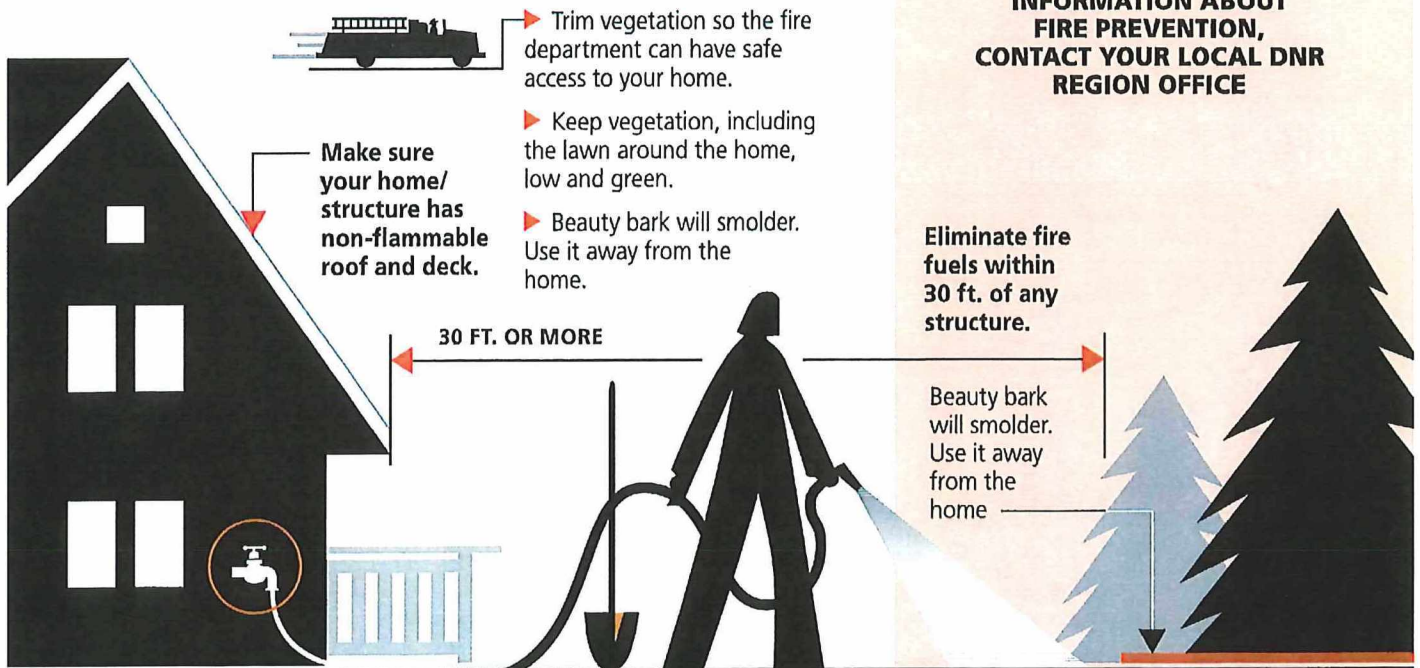 ▶ Trim vegetation so the fire
department can have safe
access to your home.
▶ Keep vegetation, including
the lawn around the home,
low and green.
▶ Beauty bark will smolder.
Use it away from the
home.
INFORMATION ABOUT
FIRE PREVENTION,
CONTACT YOUR LOCAL DNR
REGION OFFICE
Make sure
your home/
structure has
non-flammable
roof and deck.
30 FT. OR MORE
Eliminate fire
fuels within
30 ft. of any
structure.
Beauty bark
will smolder.
Use it away
from the
home